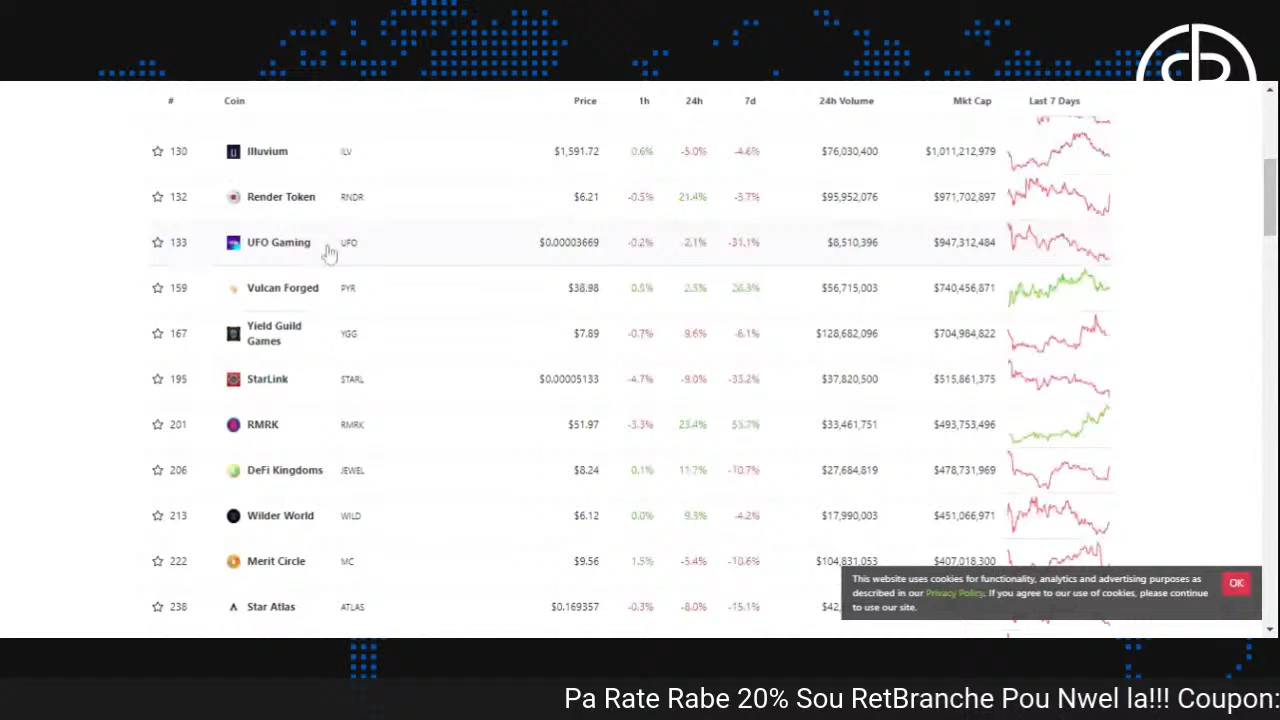 # Coin Price 1h 24h 7d 24h Volume Mkt Cap Last 7 Days
130 Illuvium ILV $1,591.72 0.6% -5.0% -4.6% $76,030,400 $1,011,212,979
132 Render Token RNDR $6.21 -0.5% 21.4% -3.7% $95,952,076 $971,702,897
133 UFO Gaming UFO $0.00003669 -0.2% -2.1% -31.1% $8,510,396 $947,312,484
159 Vulcan Forged PYR $38.98 0.5% 2.5% 26.3% $56,715,003 $740,456,871
167 Yield Guild Games YGG $7.89 -0.7% -9.6% -6.1% $128,682,096 $704,984,822
195 StarLink STARL $0.00005133 -4.7% -9.0% -33.2% $37,820,500 $515,861,375
201 RMRK RMRK $51.97 -3.3% 23.4% 53.7% $33,461,751 $493,753,496
206 DeFi Kingdoms JEWEL $8.24 0.1% 11.7% -10.7% $27,684,819 $478,731,969
213 Wilder World WILD $6.12 0.0% 9.3% -4.2% $17,990,003 $451,066,971
222 Merit Circle MC $9.56 1.5% -5.4% -10.6% $104,831,053 $407,018,300
238 Star Atlas ATLAS $0.169357 -0.3% -8.0% -15.1% $42,
This website uses cookies for functionality, analytics and advertising purposes as
described in our Privacy Policy. If you agree to our use of cookies, please continue
to use our site.
OK
Pa Rate Rabe 20% Sou RetBranche Pou Nwel la!!! Coupon: